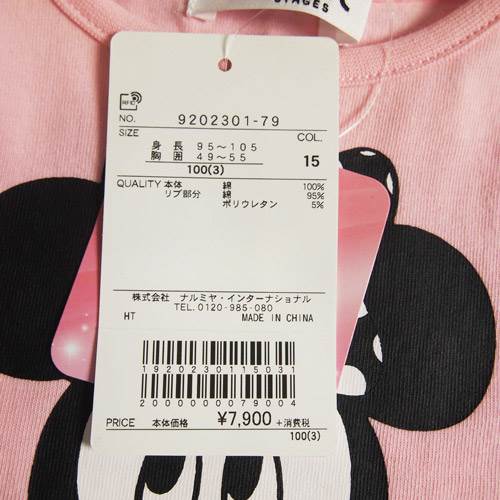 STAGES
RFID
NO. 9202301-79
SIZE COL.
身長 95～105
胸囲 49～55 15
100(3)
QUALITY 本体 綿 100%
リブ部分 綿 95%
ポリウレタン 5%
株式会社 ナルミヤ・インターナショナル
TEL.0120-985-080
HT MADE IN CHINA
1920230115031
2000000079004
PRICE 本体価格 ¥7,900 +消費税
100(3)